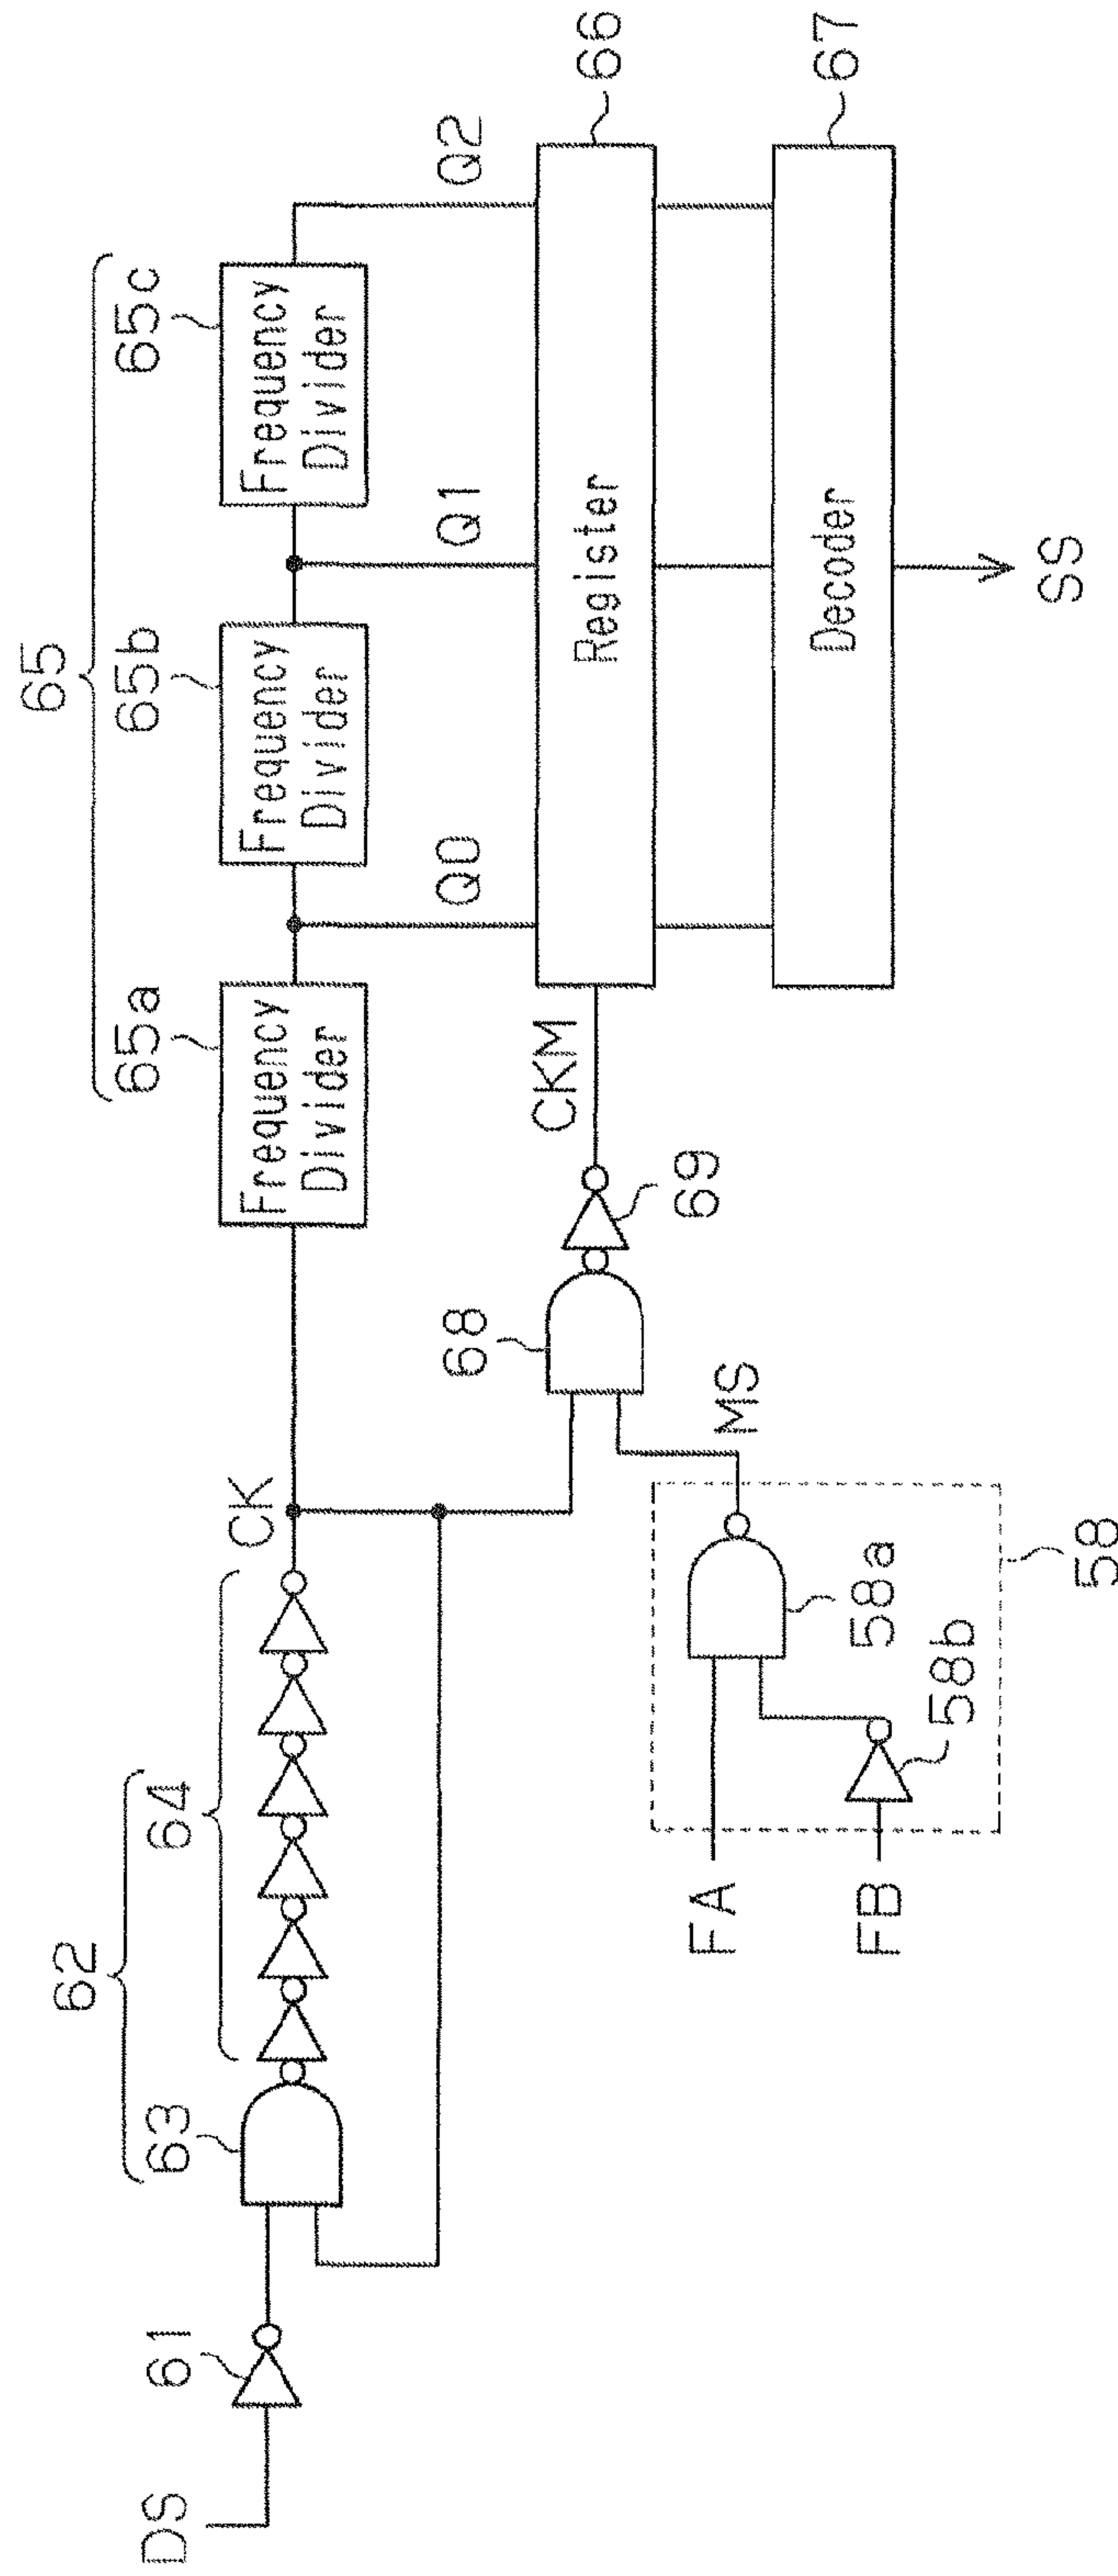 65
65a
65b
65c
Frequency
Divider
Frequency
Divider
Frequency
Divider
62
63
64
CK
61
DS
Q0
Q1
Q2
68
CKM
69
Register
66
MS
FA
FB
58a
58b
58
Decoder
67
SS